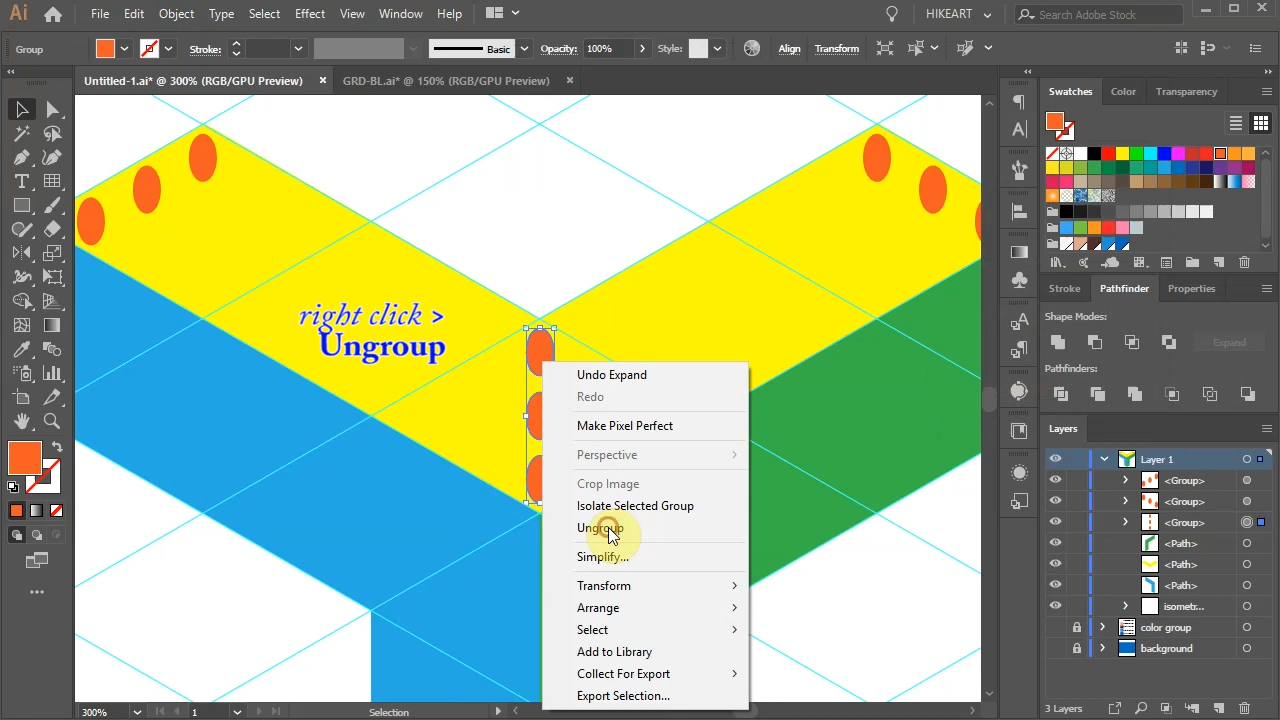 Ai File Edit Object Type Select Effect View Window Help HIKEART Search Adobe Stock
Group Stroke: Basic Opacity: 100% Style: Align Transform
Untitled-1.ai* @ 300% (RGB/GPU Preview) × GRD-BL.ai* @ 150% (RGB/GPU Preview) ×
Swatches Color Transparency
right click >
Ungroup
Stroke Pathfinder Properties
Shape Modes:
Expand
Pathfinders:
Undo Expand
Redo
Make Pixel Perfect
Perspective
Crop Image
Isolate Selected Group
Ungroup
Simplify...
Transform
Arrange
Select
Add to Library
Collect For Export
Export Selection...
Layers
Layer 1
<Group>
<Group>
<Group>
<Path>
<Path>
<Path>
isometr...
color group
background
3 Layers
300% 1 Selection